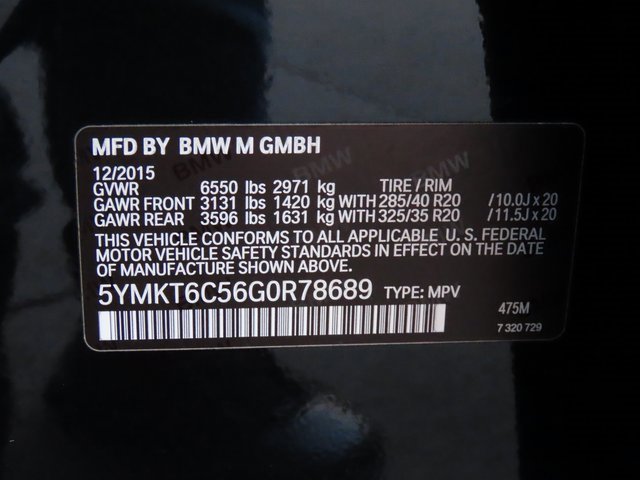 MFD BY BMW M GMBH
12/2015
GVWR 6550 lbs 2971 kg TIRE / RIM
GAWR FRONT 3131 lbs 1420 kg WITH 285/40 R20 /10.0J x 20
GAWR REAR 3596 lbs 1631 kg WITH 325/35 R20 /11.5J x 20
THIS VEHICLE CONFORMS TO ALL APPLICABLE U. S. FEDERAL
MOTOR VEHICLE SAFETY STANDARDS IN EFFECT ON THE DATE
OF MANUFACTURE SHOWN ABOVE.
5YMKT6C56G0R78689 TYPE: MPV
475M
7 320 729